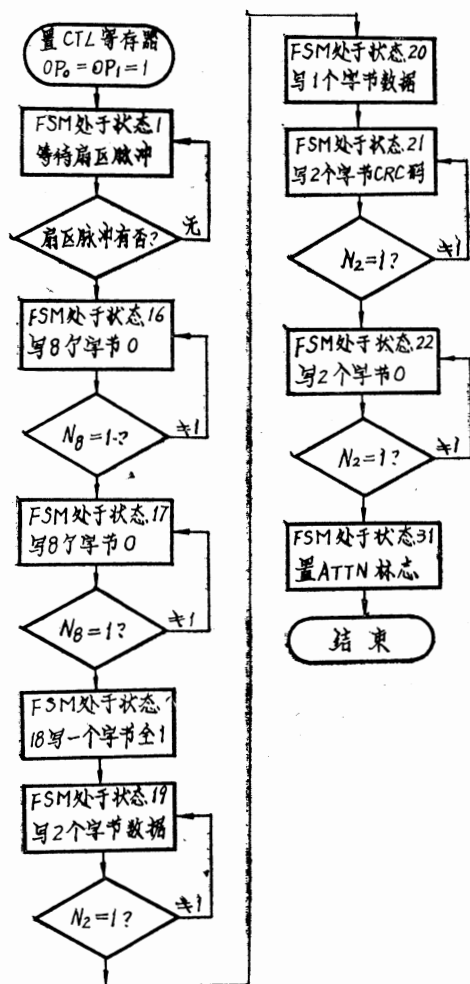 置CTL寄存器
OP₀=OP₁=1
FSM处于状态1
等待扇区脉冲
扇区脉冲有否?
无
FSM处于状态16
写8个字节0
N₈=1?
≠1
FSM处于状态17
写8个字节0
N₈=1?
≠1
FSM处于状态
18写一个字节全1
FSM处于状态19
写2个字节数据
N₂=1?
≠1
FSM处于状态20
写1个字节数据
FSM处于状态21
写2个字节CRC码
N₂=1?
≠1
FSM处于状态22
写2个字节0
N₂=1?
≠1
FSM处于状态31
置ATTN标志
结束